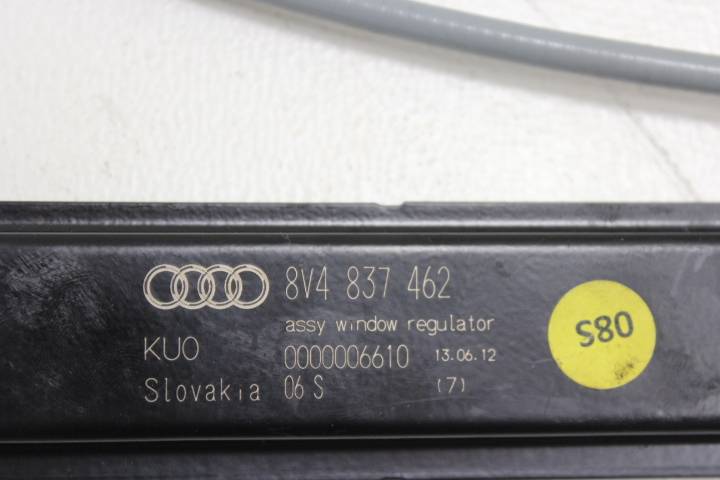 8V4 837 462
assy window regulator
KUO 0000006610 13.06.12
Slovakia 06 S (7)
S80